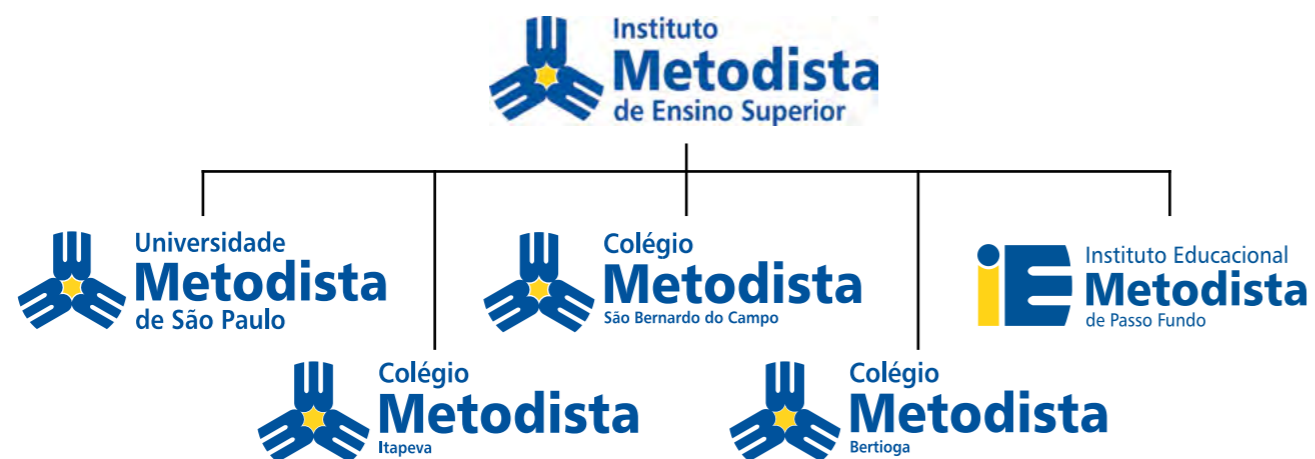 Instituto
Metodista
de Ensino Superior
Universidade
Metodista
de São Paulo
Colégio
Metodista
São Bernardo do Campo
iE
Instituto Educacional
Metodista
de Passo Fundo
Colégio
Metodista
Itapeva
Colégio
Metodista
Bertioga